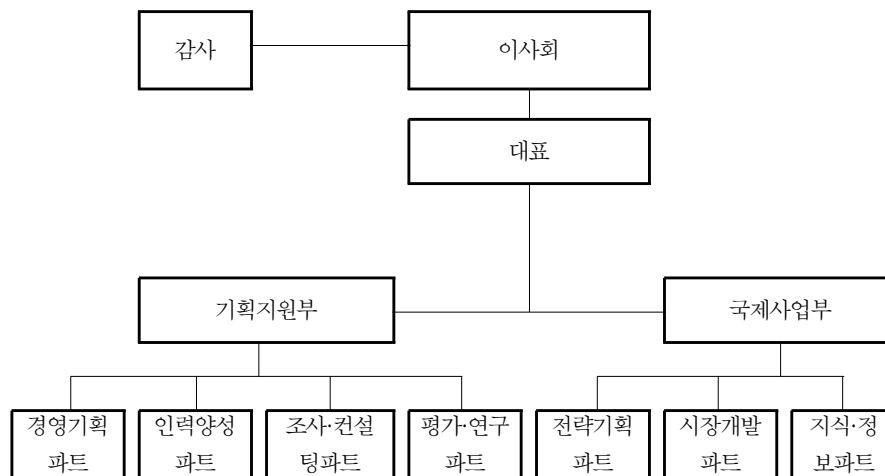 감사
이사회
대표
기획지원부
국제사업부
경영기획
파트
인력양성
파트
조사·컨설
팅파트
평가·연구
파트
전략기획
파트
시장개발
파트
지식·정
보파트